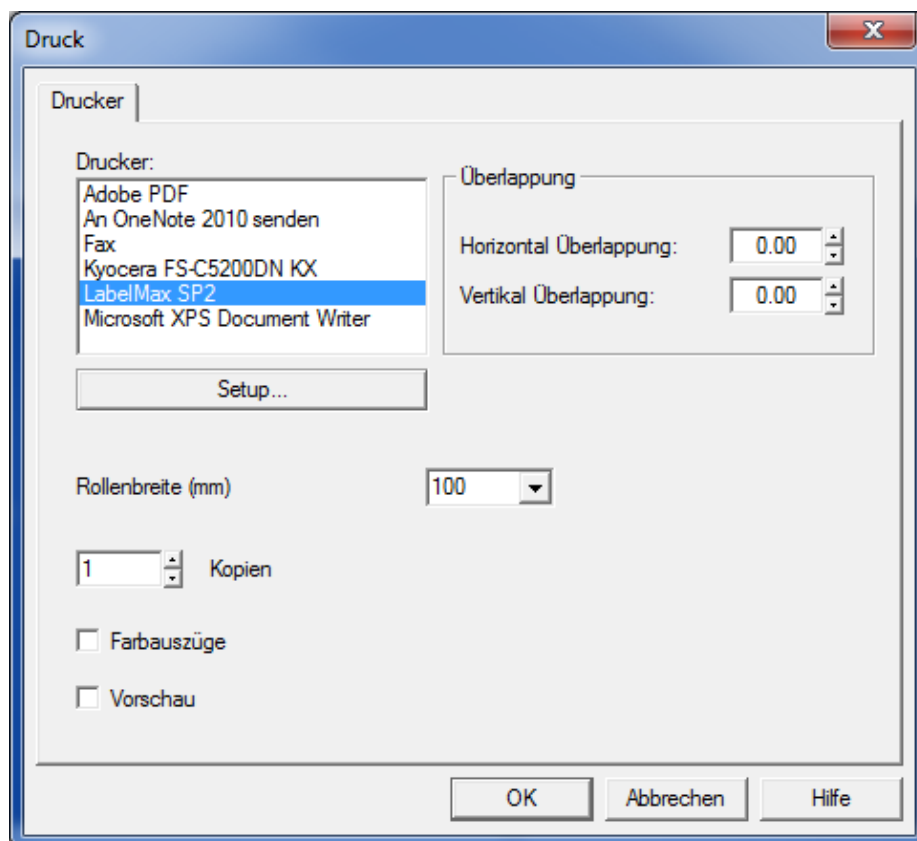 Druck
Drucker
Drucker:
Adobe PDF
An OneNote 2010 senden
Fax
Kyocera FS-C5200DN KX
LabelMax SP2
Microsoft XPS Document Writer
Setup...
Überlappung
Horizontal Überlappung: 0.00
Vertikal Überlappung: 0.00
Rollenbreite (mm) 100
1 Kopien
Farbauszüge
Vorschau
OK Abbrechen Hilfe